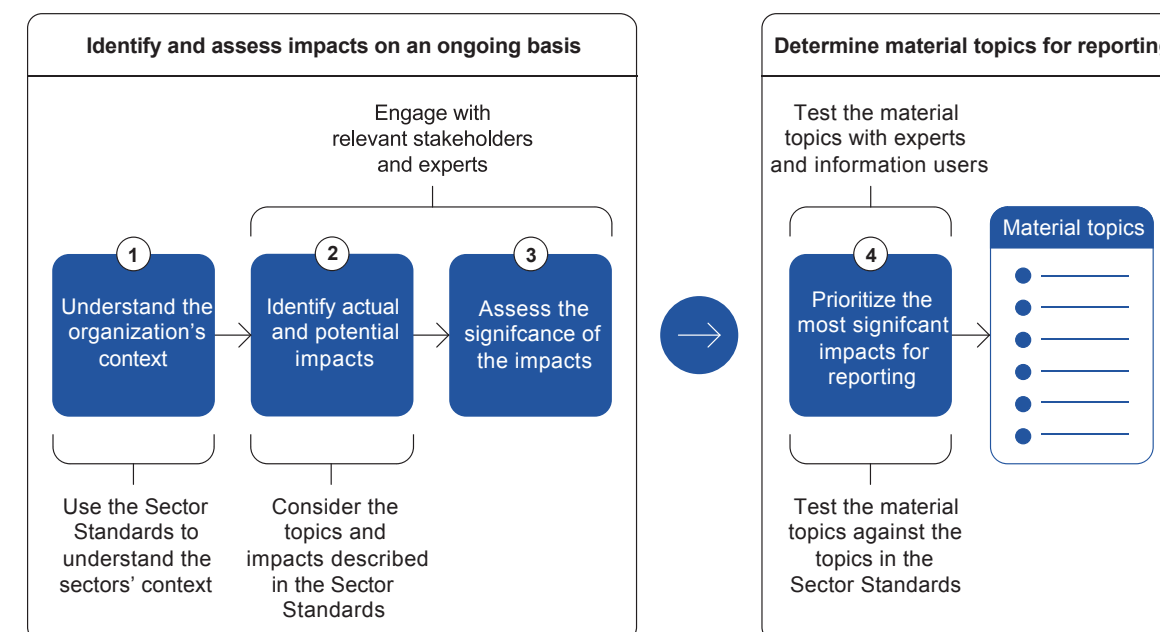 Identify and assess impacts on an ongoing basis
Engage with
relevant stakeholders
and experts
1
Understand the
organization’s
context
2
Identify actual
and potential
impacts
3
Assess the
signifcance of
the impacts
Use the Sector
Standards to
understand the
sectors’ context
Consider the
topics and
impacts described
in the Sector
Standards
Determine material topics for reporting
Test the material
topics with experts
and information users
4
Prioritize the
most signifcant
impacts for
reporting
Material topics
Test the material
topics against the
topics in the
Sector Standards